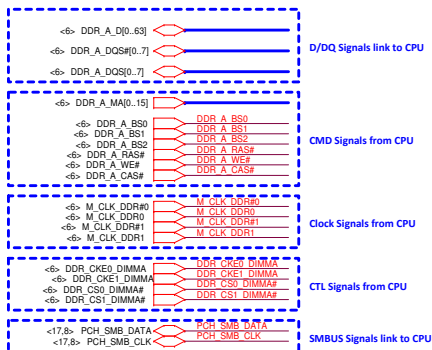 <6> DDR_A_D[0..63]
<6> DDR_A_DQS#[0..7]
<6> DDR_A_DQS[0..7]
D/DQ Signals link to CPU
<6> DDR_A_MA[0..15]
<6> DDR_A_BS0 DDR_A_BS0
<6> DDR_A_BS1 DDR_A_BS1
<6> DDR_A_BS2 DDR_A_BS2
<6> DDR_A_RAS# DDR_A_RAS#
<6> DDR_A_WE# DDR_A_WE#
<6> DDR_A_CAS# DDR_A_CAS#
CMD Signals from CPU
<6> M_CLK_DDR#0 M_CLK_DDR#0
<6> M_CLK_DDR0 M_CLK_DDR0
<6> M_CLK_DDR#1 M_CLK_DDR#1
<6> M_CLK_DDR1 M_CLK_DDR1
Clock Signals from CPU
<6> DDR_CKE0_DIMMA DDR_CKE0_DIMMA
<6> DDR_CKE1_DIMMA DDR_CKE1_DIMMA
<6> DDR_CS0_DIMMA# DDR_CS0_DIMMA#
<6> DDR_CS1_DIMMA# DDR_CS1_DIMMA#
CTL Signals from CPU
<17,8> PCH_SMB_DATA PCH_SMB_DATA
<17,8> PCH_SMB_CLK PCH_SMB_CLK
SMBUS Signals link to CPU